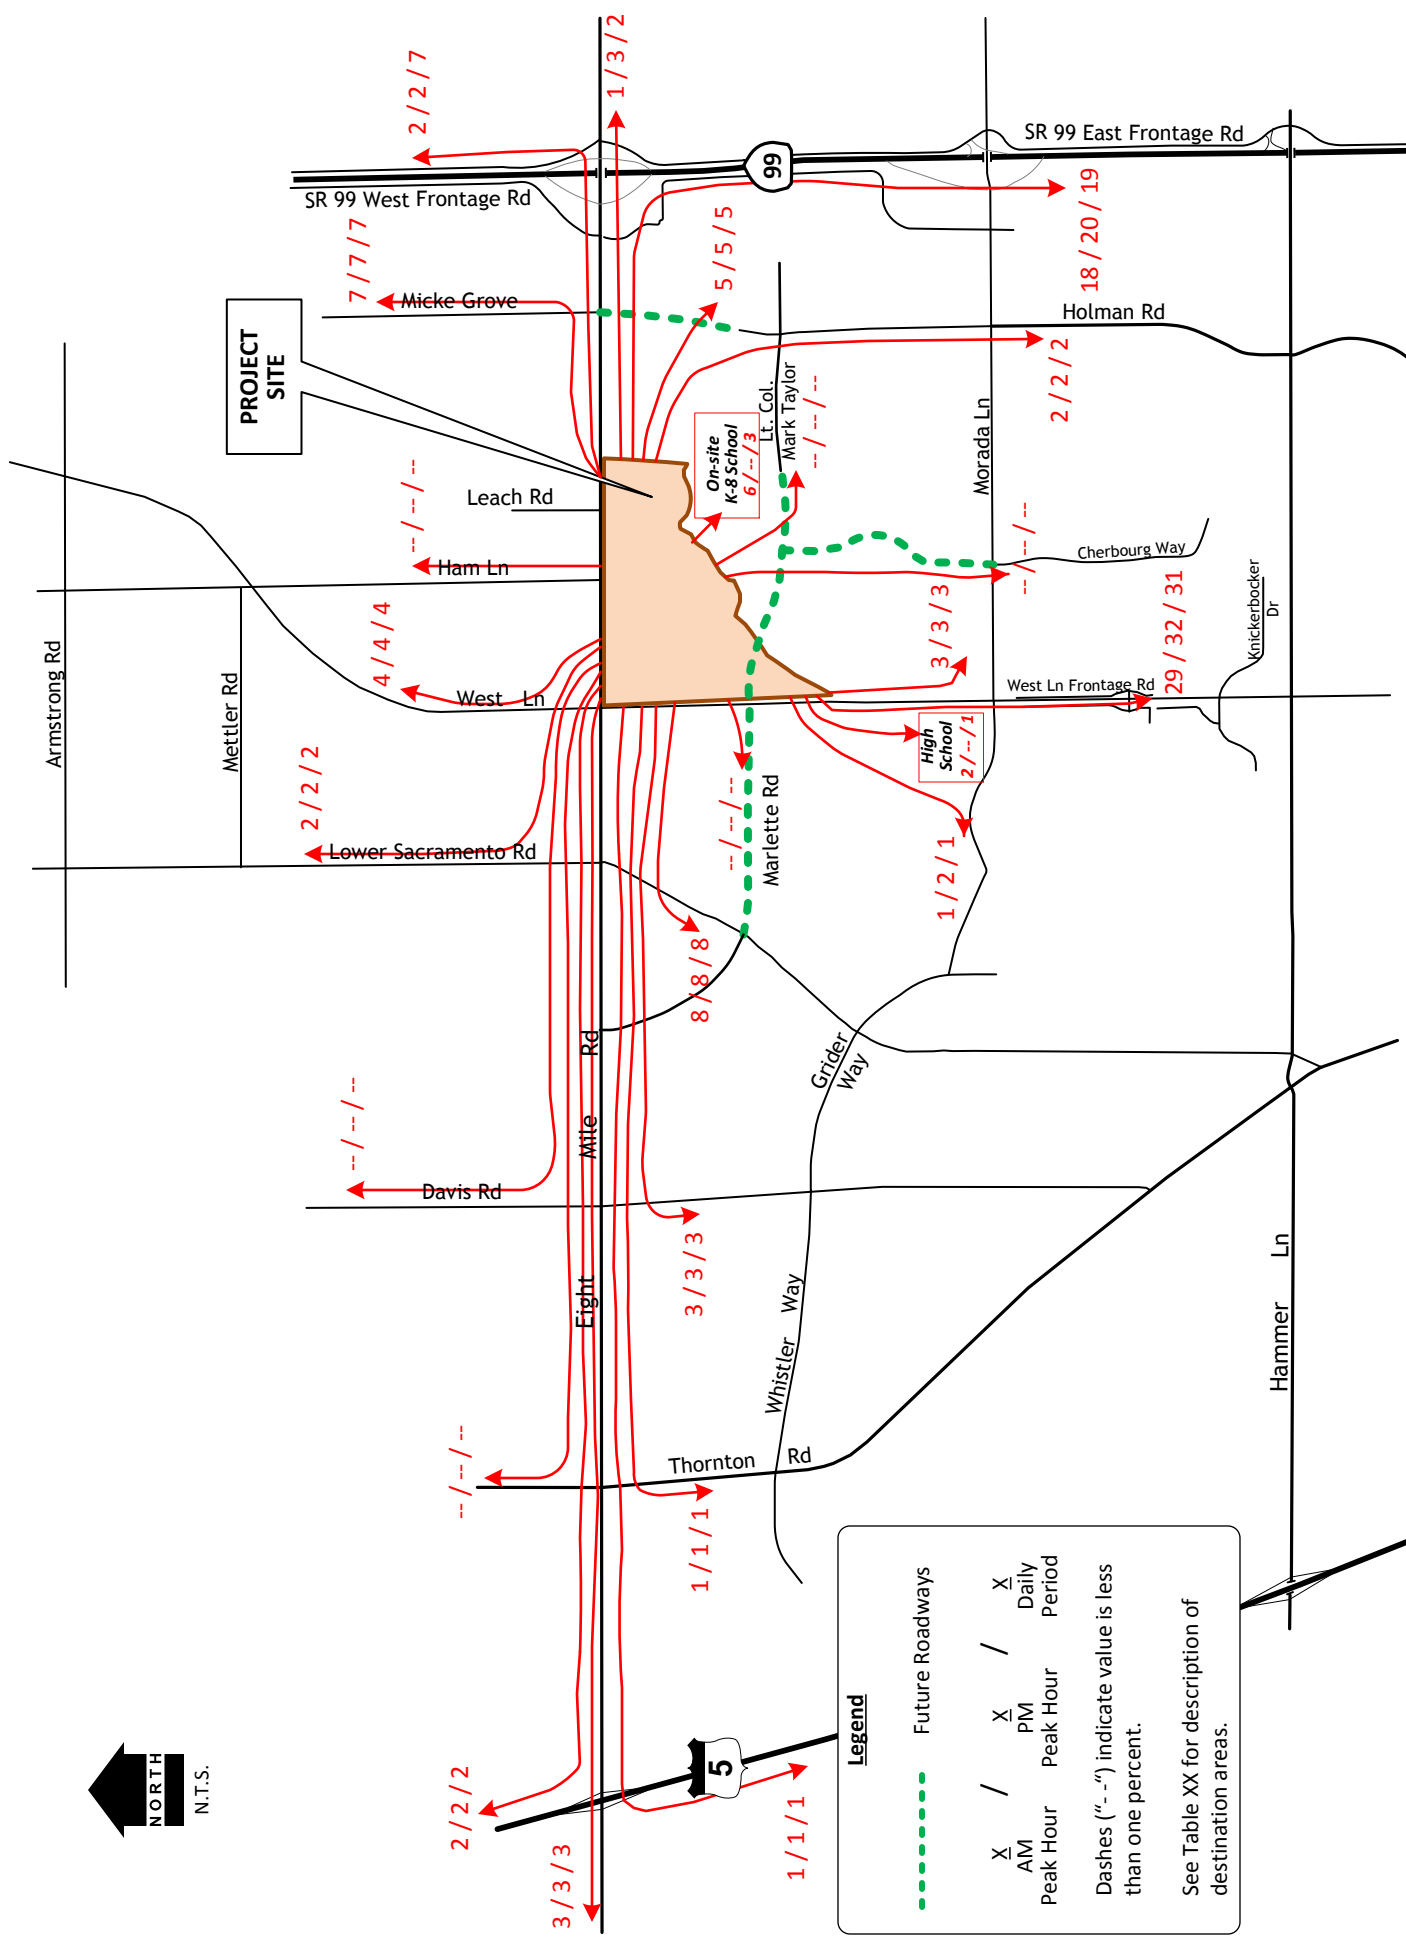 2 / 2 / 7
1 / 3 / 2
SR 99 West Frontage Rd
SR 99 East Frontage Rd
99
18 / 20 / 19
7 / 7 / 7
Micke Grove
5 / 5 / 5
Holman Rd
2 / 2 / 2
PROJECT
SITE
Lt. Col.
Mark Taylor
-- / -- / --
Morada Ln
On-site
K-8 School
6 / -- / 3
Leach Rd
-- / -- / --
Ham Ln
-- / -- / --
Cherbourg Way
Knickerbocker
Dr
Armstrong Rd
Mettler Rd
4 / 4 / 4
West Ln
3 / 3 / 3
West Ln Frontage Rd
29 / 32 / 31
High
School
2 / -- / 1
2 / 2 / 2
Lower Sacramento Rd
-- / -- / --
Marlette Rd
1 / 2 / 1
8 / 8 / 8
Grider
Way
-- / -- / --
Davis Rd
3 / 3 / 3
Eight Mile Rd
Whistler Way
Hammer Ln
-- / -- / --
Thornton Rd
1 / 1 / 1
5
2 / 2 / 2
3 / 3 / 3
1 / 1 / 1
NORTH
N.T.S.
Legend
Future Roadways
X / X / X
AM PM Daily
Peak Hour Peak Hour Period
Dashes (“- -“) indicate value is less
than one percent.
See Table XX for description of
destination areas.